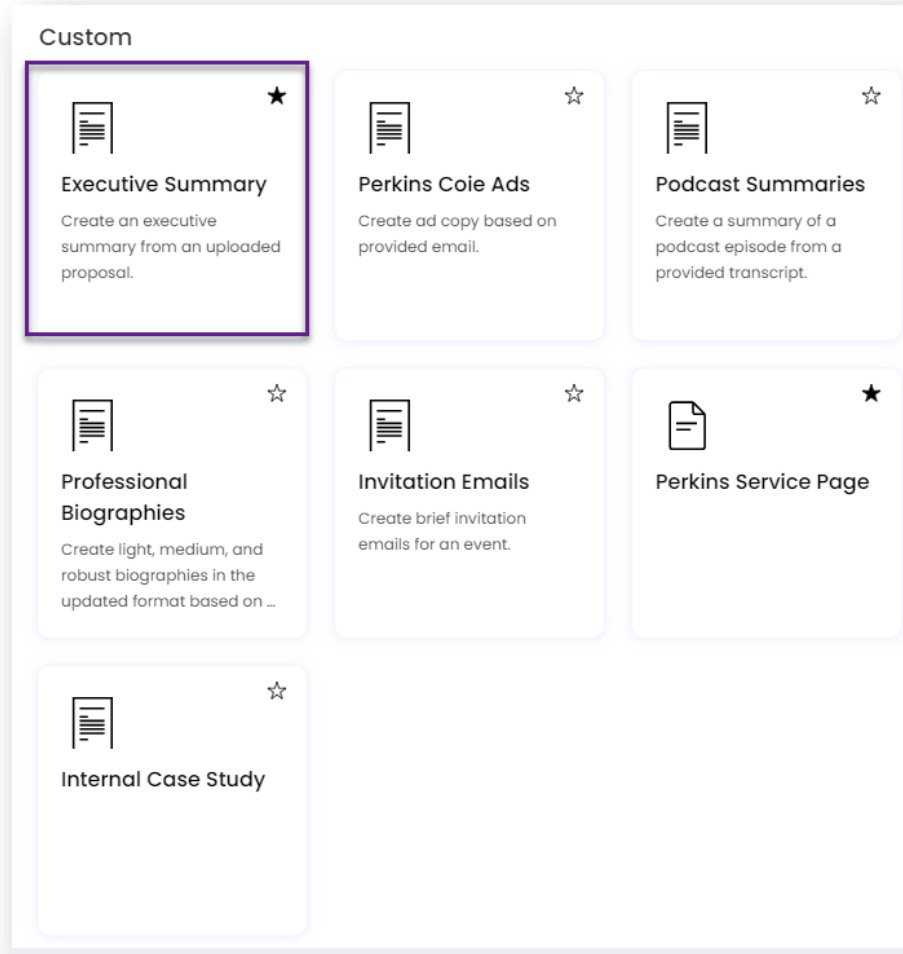 Custom
Executive Summary
Create an executive
summary from an uploaded
proposal.
Perkins Coie Ads
Create ad copy based on
provided email.
Podcast Summaries
Create a summary of a
podcast episode from a
provided transcript.
Professional
Biographies
Create light, medium, and
robust biographies in the
updated format based on ...
Invitation Emails
Create brief invitation
emails for an event.
Perkins Service Page
Internal Case Study